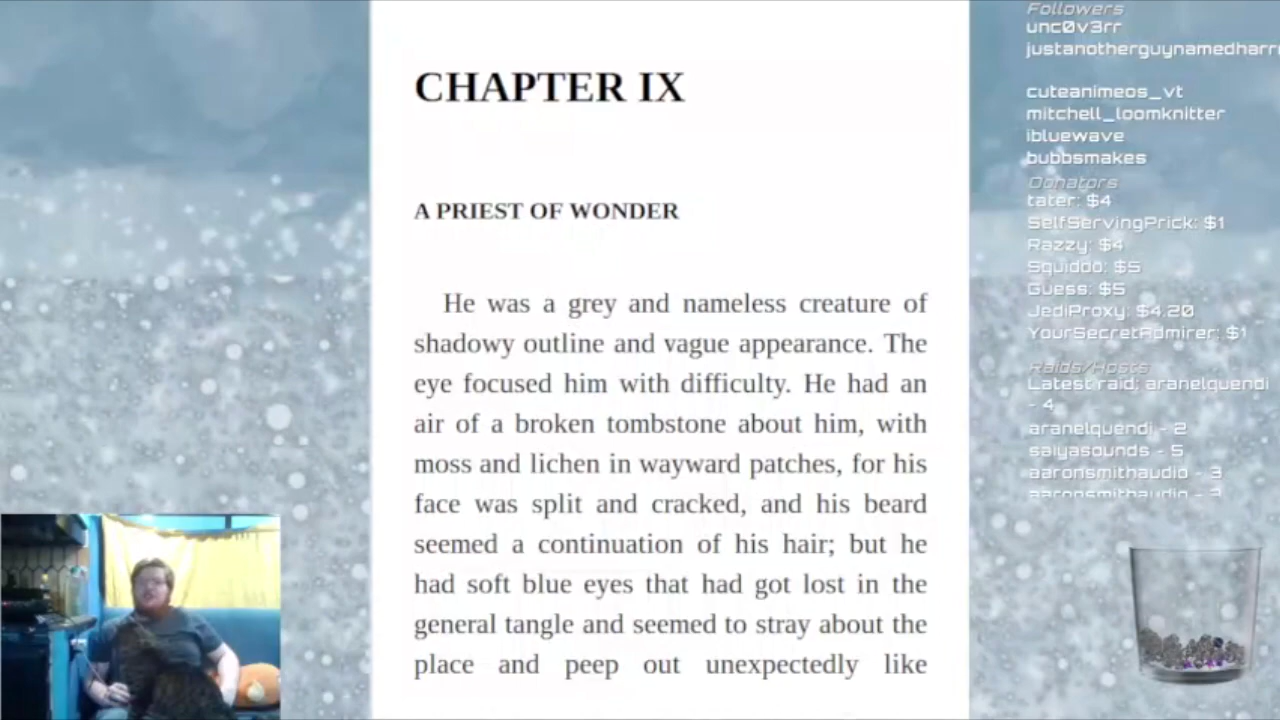 CHAPTER IX
A PRIEST OF WONDER
He was a grey and nameless creature of
shadowy outline and vague appearance. The
eye focused him with difficulty. He had an
air of a broken tombstone about him, with
moss and lichen in wayward patches, for his
face was split and cracked, and his beard
seemed a continuation of his hair; but he
had soft blue eyes that had got lost in the
general tangle and seemed to stray about the
place and peep out unexpectedly like
Followers
unc0v3rr
justanotherguynamedharr
cuteanimeos_vt
mitchell_loomknitter
ibluewave
bubbsmakes
Donators
tater: $4
SelfServingPrick: $1
Razzy: $4
Squidoo: $5
Guess: $5
JediProxy: $4.20
YourSecretAdmirer: $1
Raids/Hosts
Latest raid: aranelquendi
- 4
aranelquendi - 2
saiyasounds - 5
aaronsmithaudio - 3
aaronsmithaudio - 3